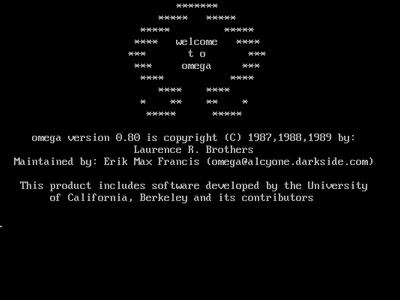 *******
***** *****
***** *****
**** welcome ****
*** t o ***
*** omega ***
**** ****
**** ****
* ** ** *
***** *****
omega version 0.80 is copyright (C) 1987,1988,1989 by:
Laurence R. Brothers
Maintained by: Erik Max Francis (omega@alcyone.darkside.com)
This product includes software developed by the University
of California, Berkeley and its contributors